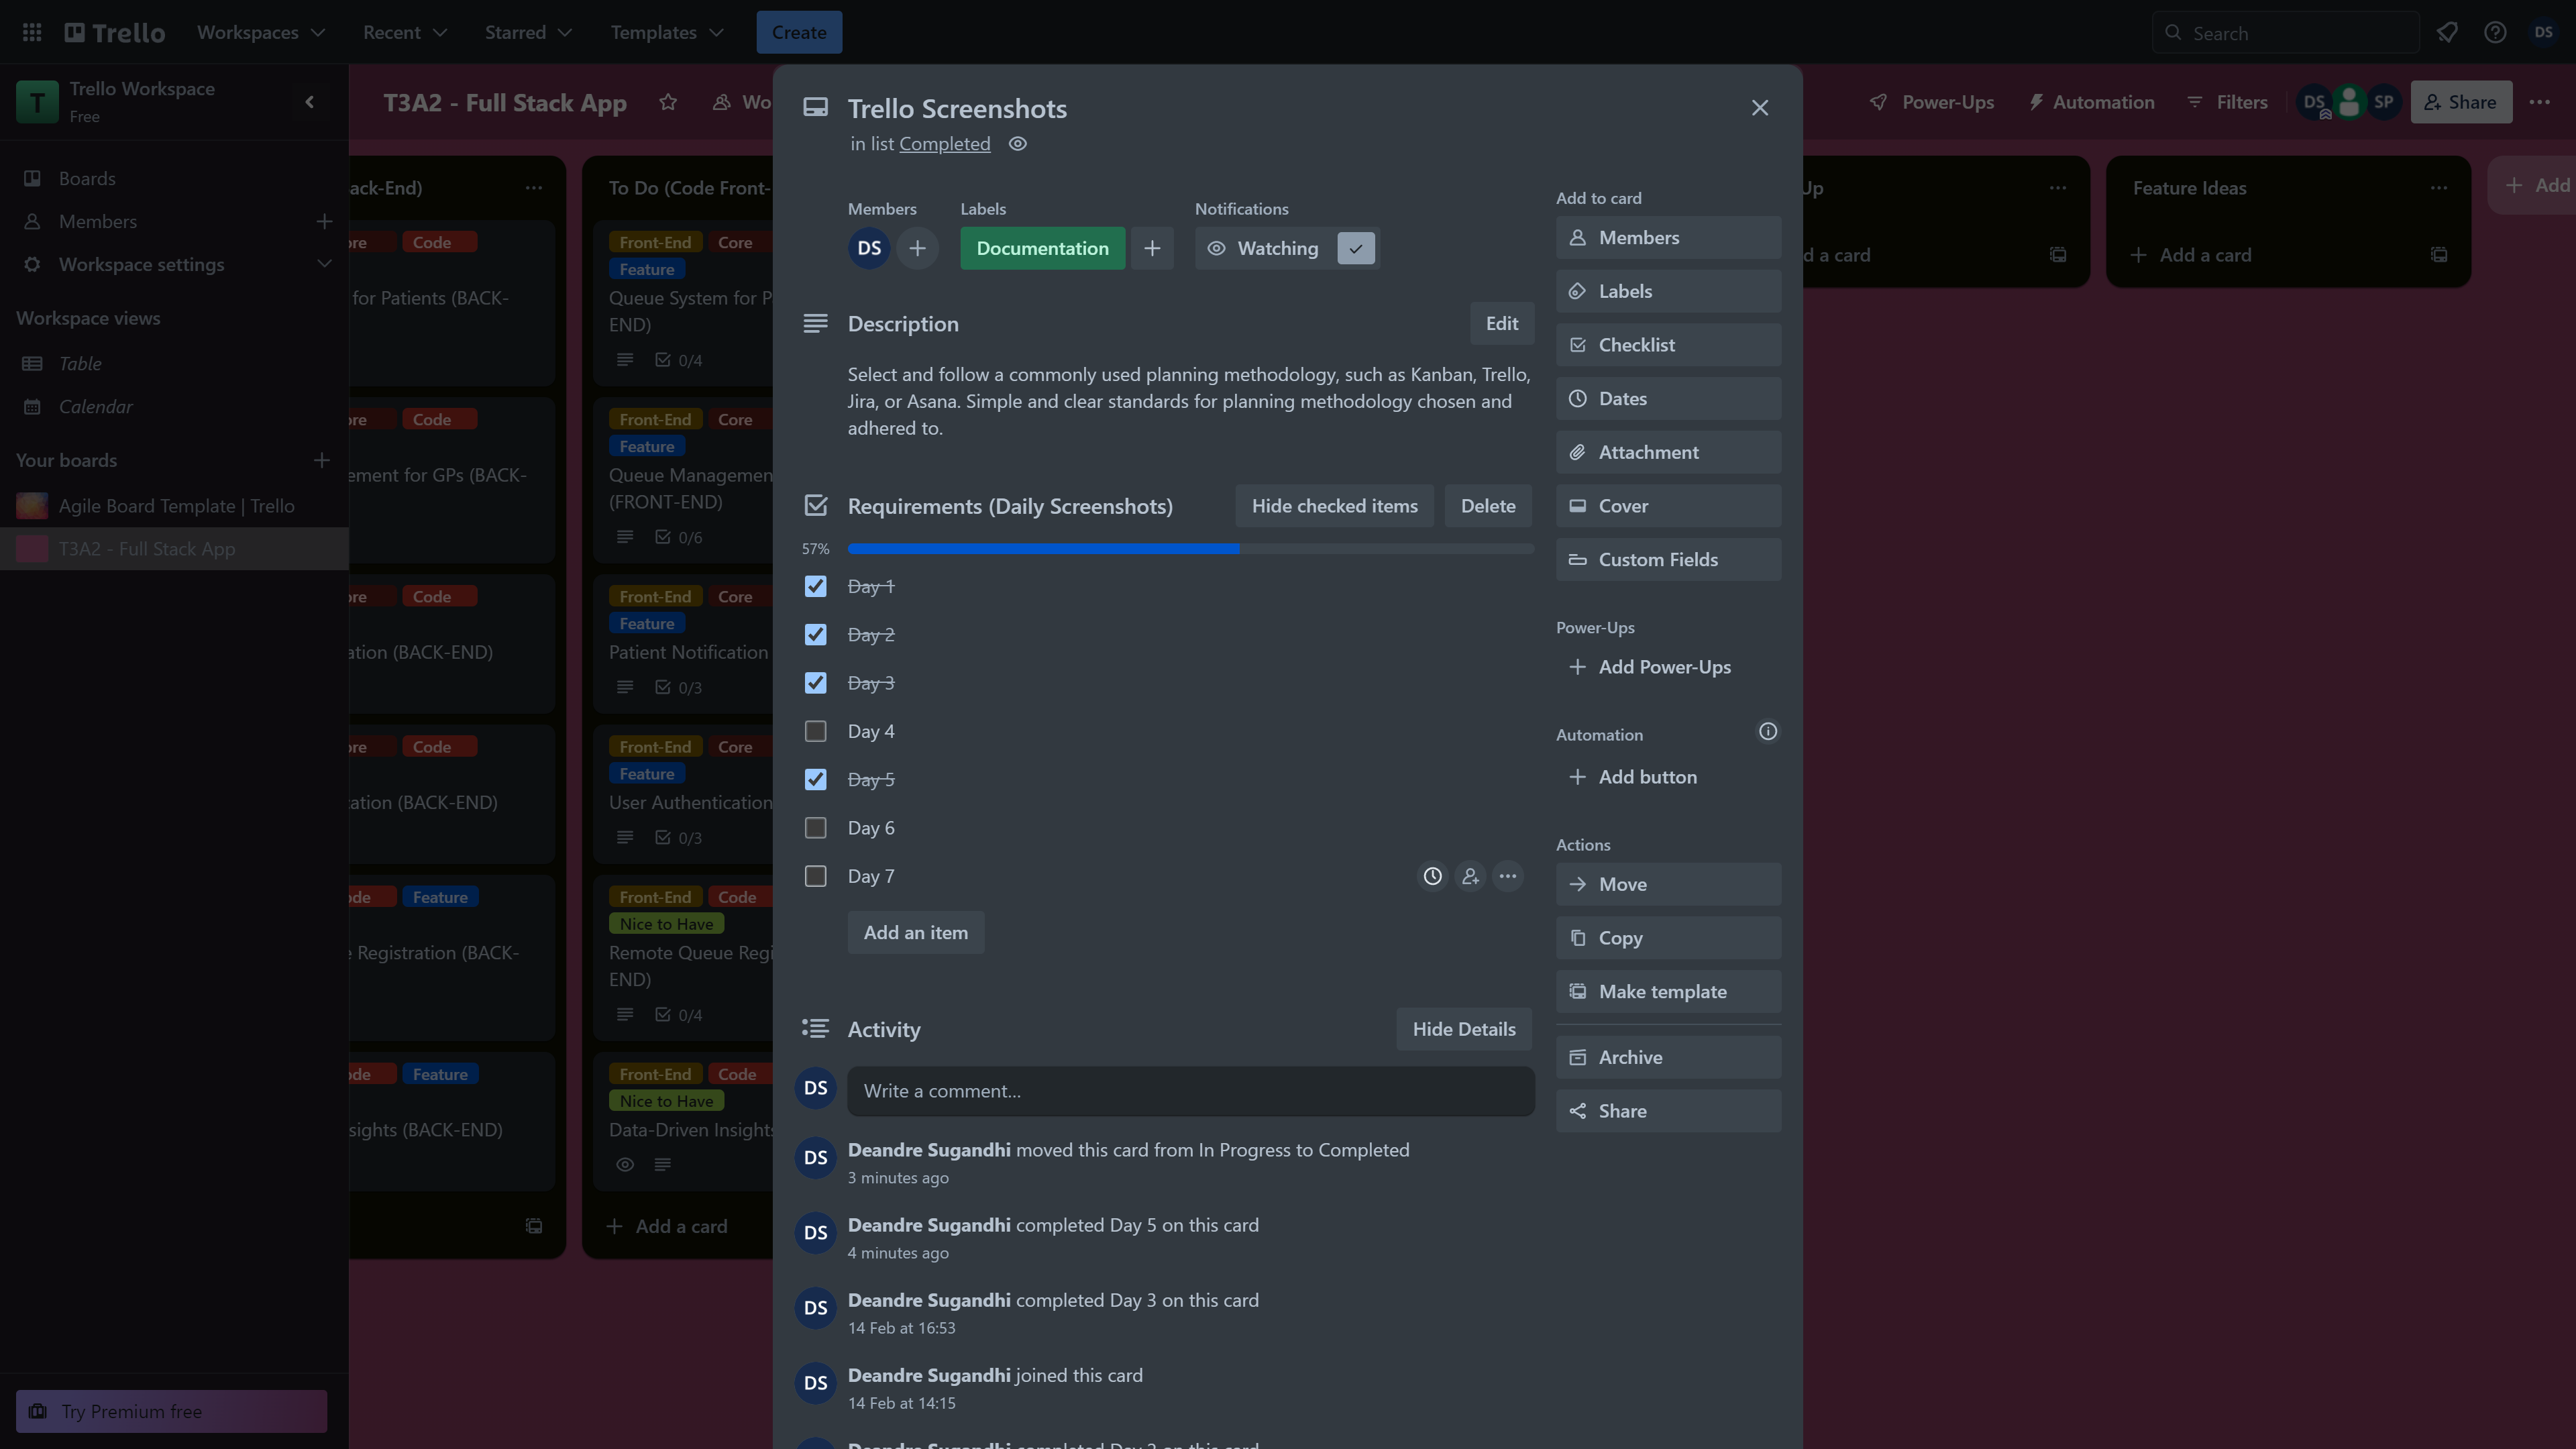 Trello
Workspaces
Recent
Starred
Templates
Create
Search
DS
T
Trello Workspace
Free
Boards
Members
Workspace settings
Workspace views
Table
Calendar
Your boards
Agile Board Template | Trello
T3A2 - Full Stack App
Try Premium free
T3A2 - Full Stack App
Wo
Power-Ups
Automation
Filters
DS
SP
Share
ack-End)
Code
for Patients (BACK-
END)
Code
ement for GPs (BACK-
Code
ation (BACK-END)
Code
ation (BACK-END)
Feature
Registration (BACK-
Feature
sights (BACK-END)
To Do (Code Front-
Front-End Core
Feature
Queue System for P
END)
0/4
Front-End Core
Feature
Queue Managemen
(FRONT-END)
0/6
Front-End Core
Feature
Patient Notification
0/3
Front-End Core
Feature
User Authentication
0/3
Front-End Code
Nice to Have
Remote Queue Regi
END)
0/4
Front-End Code
Nice to Have
Data-Driven Insights
Add a card
Trello Screenshots
in list Completed
Members
DS
Labels
Documentation
Notifications
Watching
Description
Edit
Select and follow a commonly used planning methodology, such as Kanban, Trello,
Jira, or Asana. Simple and clear standards for planning methodology chosen and
adhered to.
Requirements (Daily Screenshots)
Hide checked items
Delete
57%
Day 1
Day 2
Day 3
Day 4
Day 5
Day 6
Day 7
Add an item
Activity
Hide Details
DS
Write a comment...
DS
Deandre Sugandhi moved this card from In Progress to Completed
3 minutes ago
DS
Deandre Sugandhi completed Day 5 on this card
4 minutes ago
DS
Deandre Sugandhi completed Day 3 on this card
14 Feb at 16:53
DS
Deandre Sugandhi joined this card
14 Feb at 14:15
Add to card
Members
Labels
Checklist
Dates
Attachment
Cover
Custom Fields
Power-Ups
Add Power-Ups
Automation
Add button
Actions
Move
Copy
Make template
Archive
Share
Up
d a card
Feature Ideas
Add a card
Add